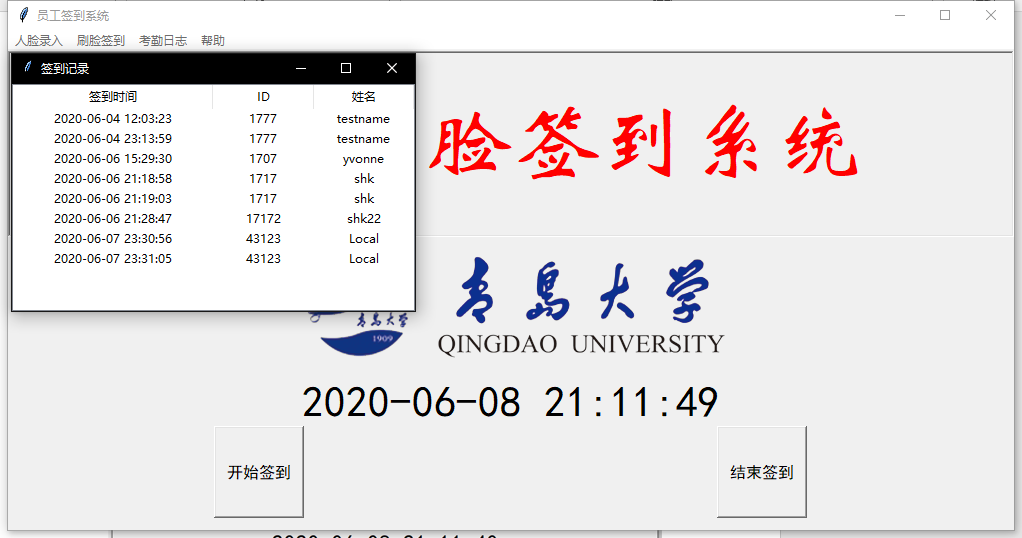 员工签到系统
人脸录入 刷脸签到 考勤日志 帮助
签到记录
签到时间 ID 姓名
2020-06-04 12:03:23 1777 testname
2020-06-04 23:13:59 1777 testname
2020-06-06 15:29:30 1707 yvonne
2020-06-06 21:18:58 1717 shk
2020-06-06 21:19:03 1717 shk
2020-06-06 21:28:47 17172 shk22
2020-06-07 23:30:56 43123 Local
2020-06-07 23:31:05 43123 Local
脸签到系统
青岛大学
1909
青岛大学
QINGDAO UNIVERSITY
2020-06-08 21:11:49
开始签到 结束签到